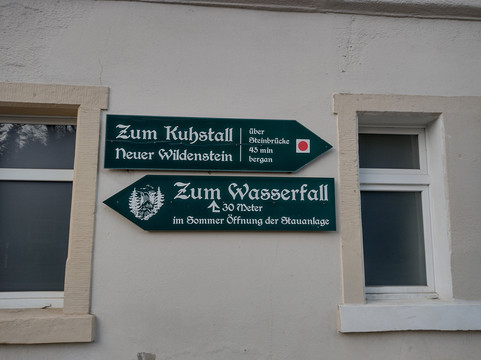 Zum Kuhstall
Neuer Wildenstein
über
Steinbrücke
45 min
bergan
Zum Wasserfall
30 Meter
im Sommer Öffnung der Stauanlage